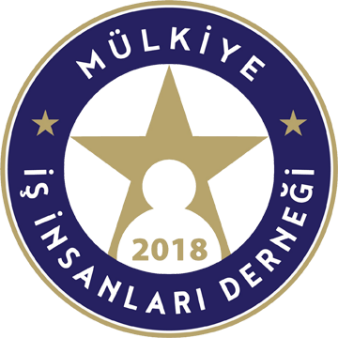 MÜLKİYE
İŞ İNSANLARI DERNEĞİ
2018